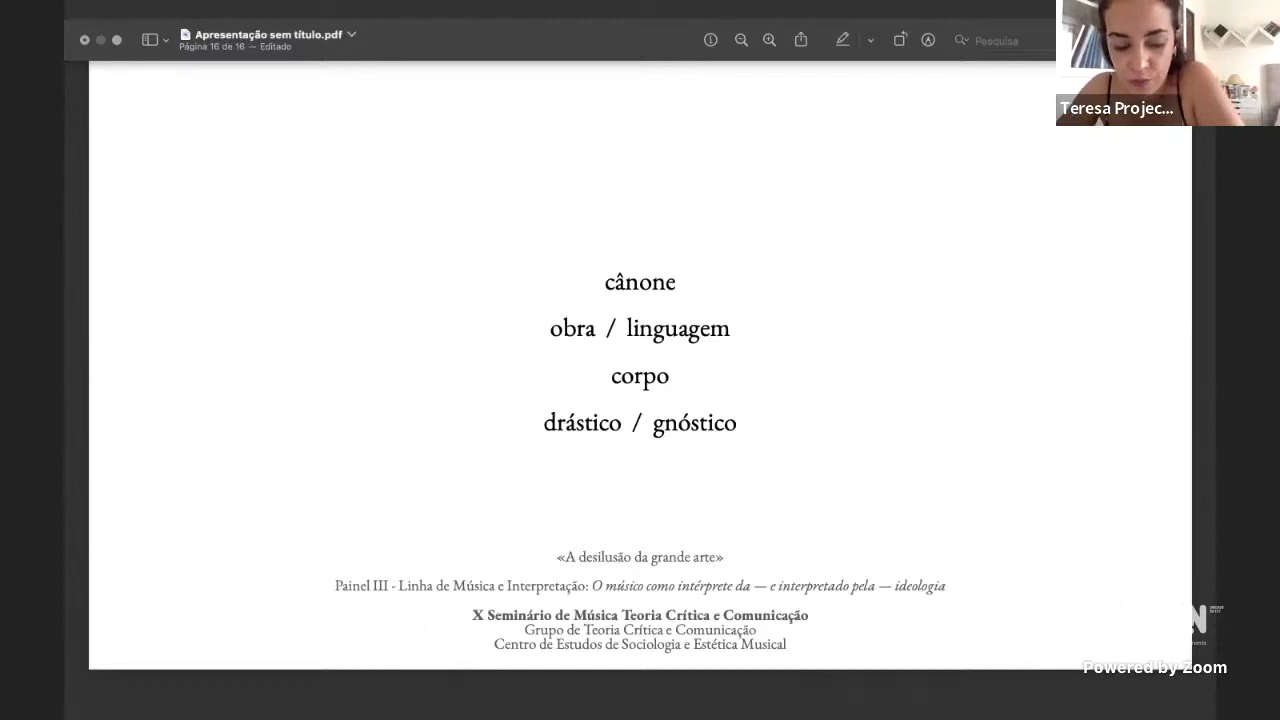 Apresentação sem título.pdf
Página 16 de 16 — Editado
Pesquisa
Teresa Projec...
cânone
obra / linguagem
corpo
drástico / gnóstico
«A desilusão da grande arte»
Painel III - Linha de Música e Interpretação: O músico como intérprete da — e interpretado pela — ideologia
X Seminário de Música Teoria Crítica e Comunicação
Grupo de Teoria Crítica e Comunicação
Centro de Estudos de Sociologia e Estética Musical
N
Powered by Zoom